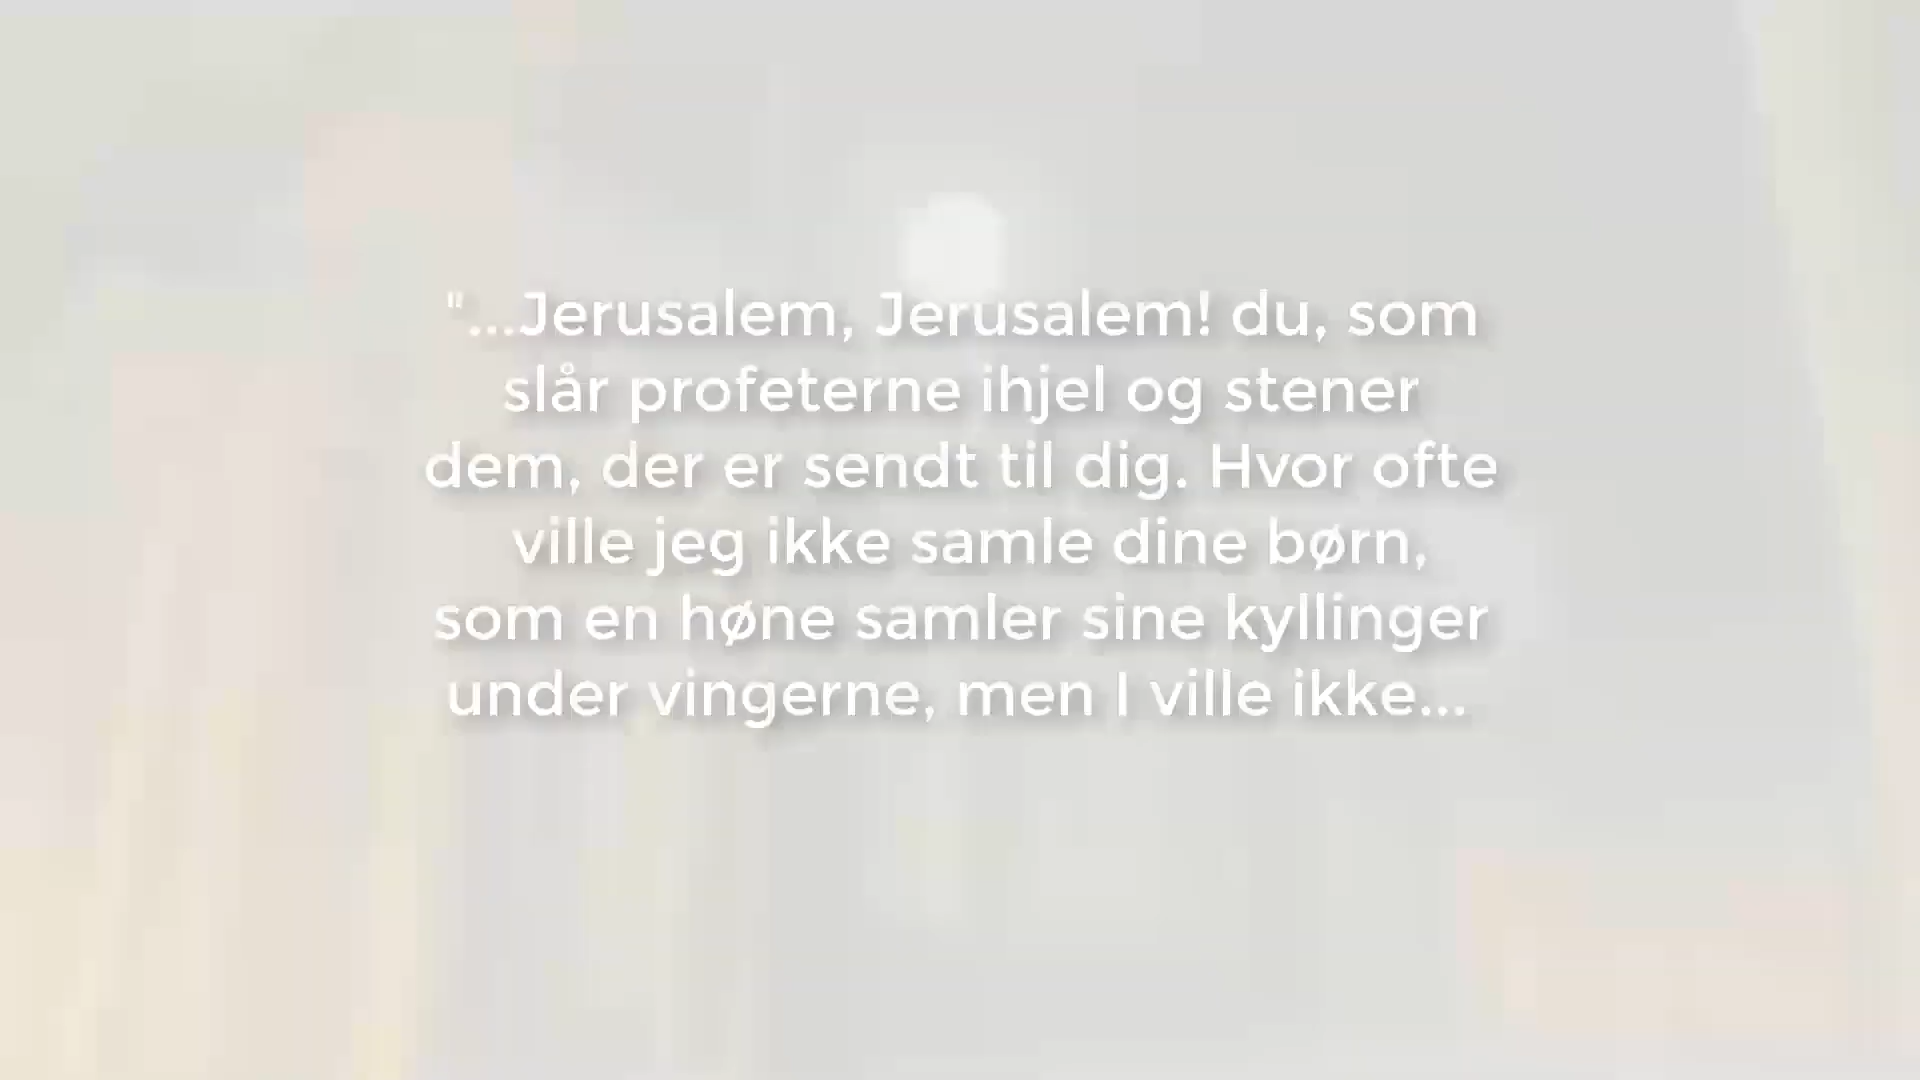 "...Jerusalem, Jerusalem! du, som
slår profeterne ihjel og stener
dem, der er sendt til dig. Hvor ofte
ville jeg ikke samle dine børn,
som en høne samler sine kyllinger
under vingerne, men I ville ikke...